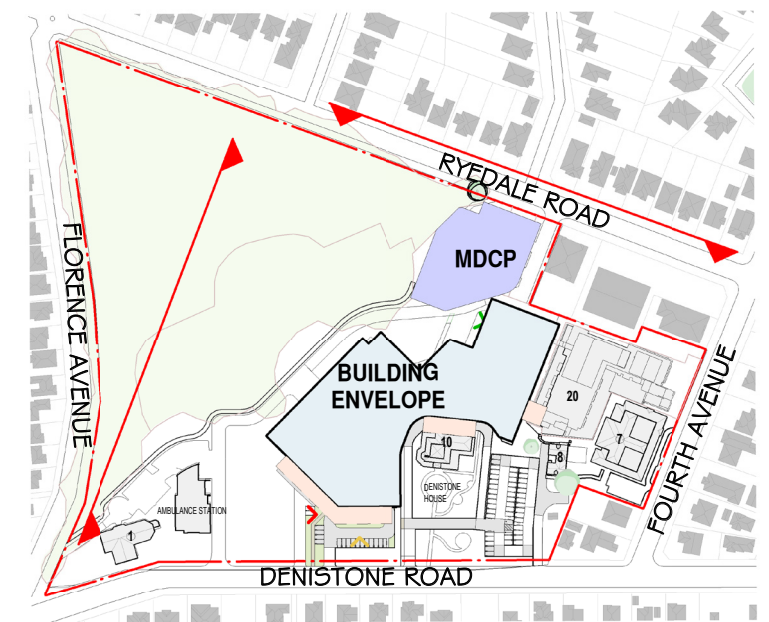 RYEDALE ROAD
MDCP
FLORENCE AVENUE
BUILDING
ENVELOPE
20
7
FOURTH AVENUE
10
8
DENISTONE
HOUSE
AMBULANCE STATION
1
DENISTONE ROAD